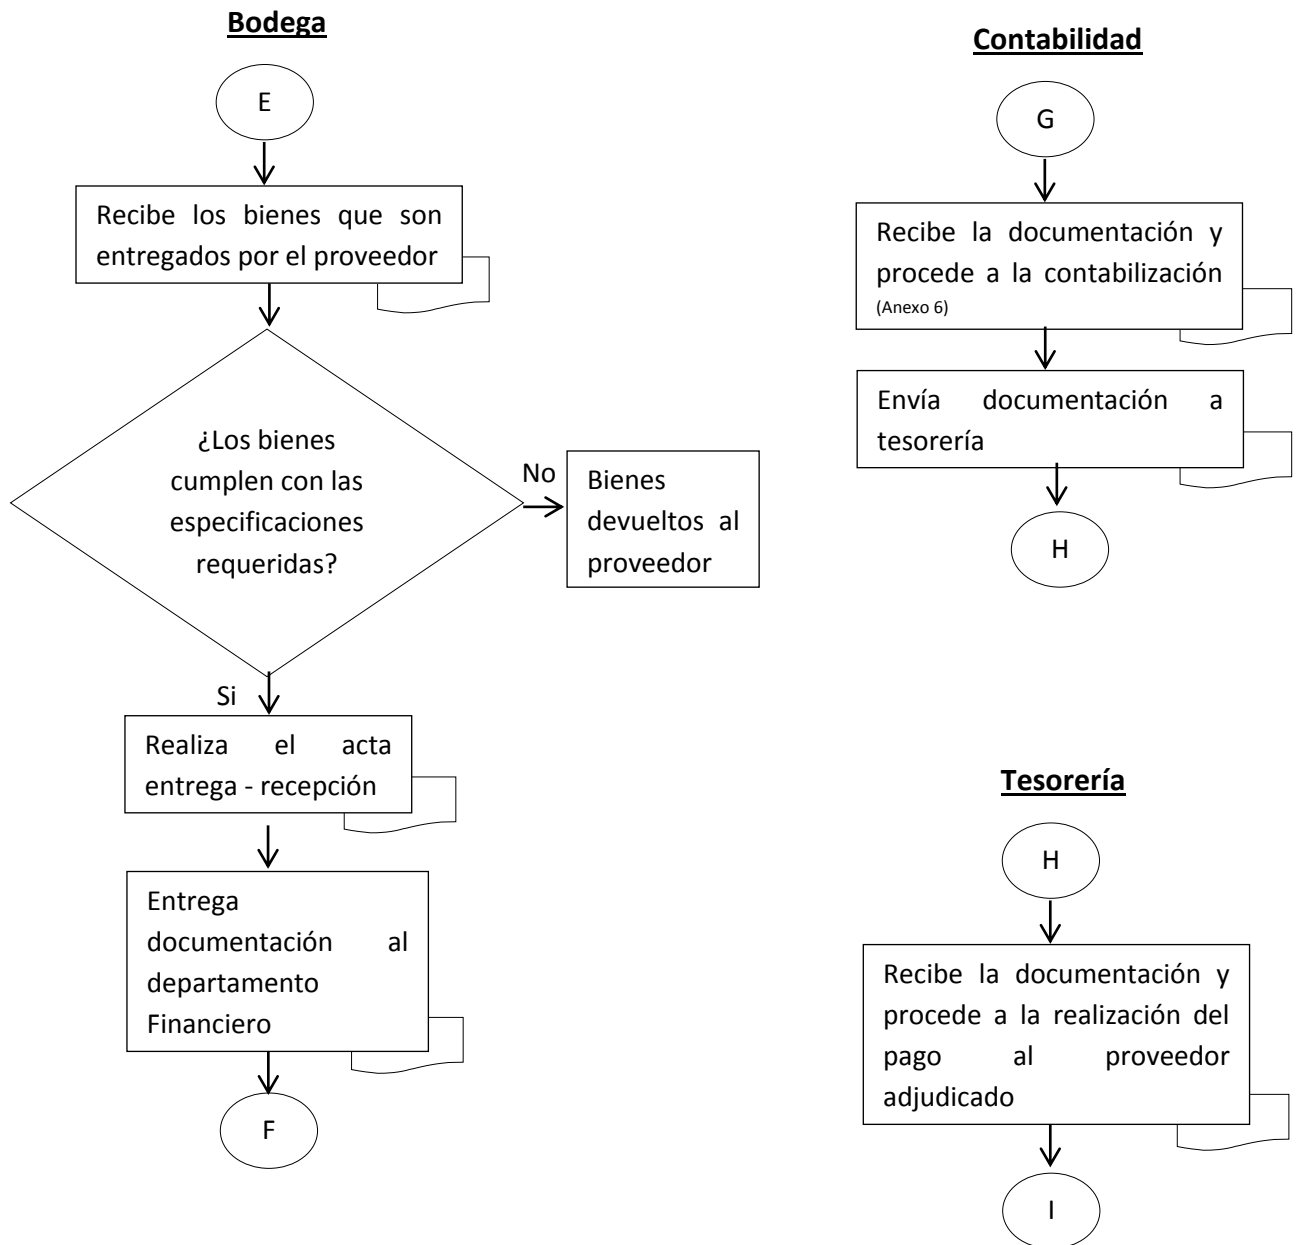 Bodega
E
Recibe los bienes que son
entregados por el proveedor
¿Los bienes
cumplen con las
especificaciones
requeridas?
No
Bienes
devueltos al
proveedor
Si
Realiza el acta
entrega - recepción
Entrega
documentación al
departamento
Financiero
F
Contabilidad
G
Recibe la documentación y
procede a la contabilización
(Anexo 6)
Envía documentación a
tesorería
H
Tesorería
H
Recibe la documentación y
procede a la realización del
pago al proveedor
adjudicado
I